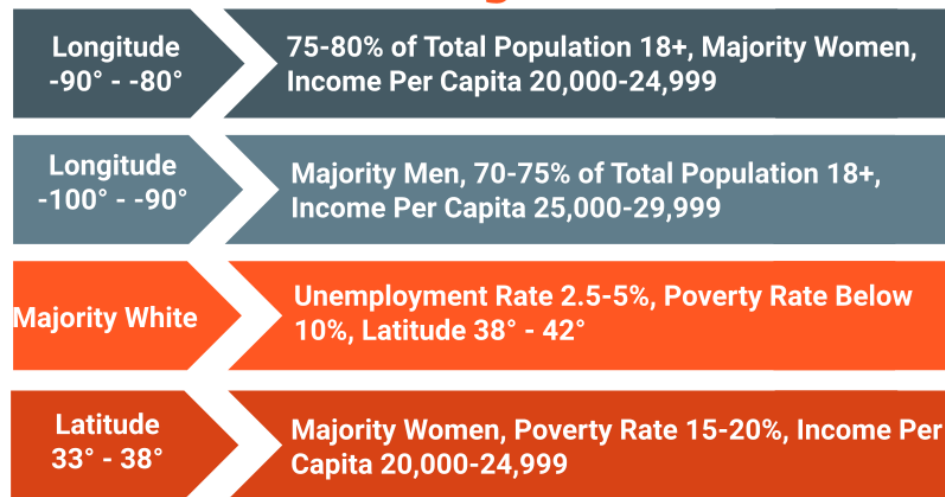 Longitude
-90° - -80°
75-80% of Total Population 18+, Majority Women,
Income Per Capita 20,000-24,999
Longitude
-100° - -90°
Majority Men, 70-75% of Total Population 18+,
Income Per Capita 25,000-29,999
Majority White
Unemployment Rate 2.5-5%, Poverty Rate Below
10%, Latitude 38° - 42°
Latitude
33° - 38°
Majority Women, Poverty Rate 15-20%, Income Per
Capita 20,000-24,999